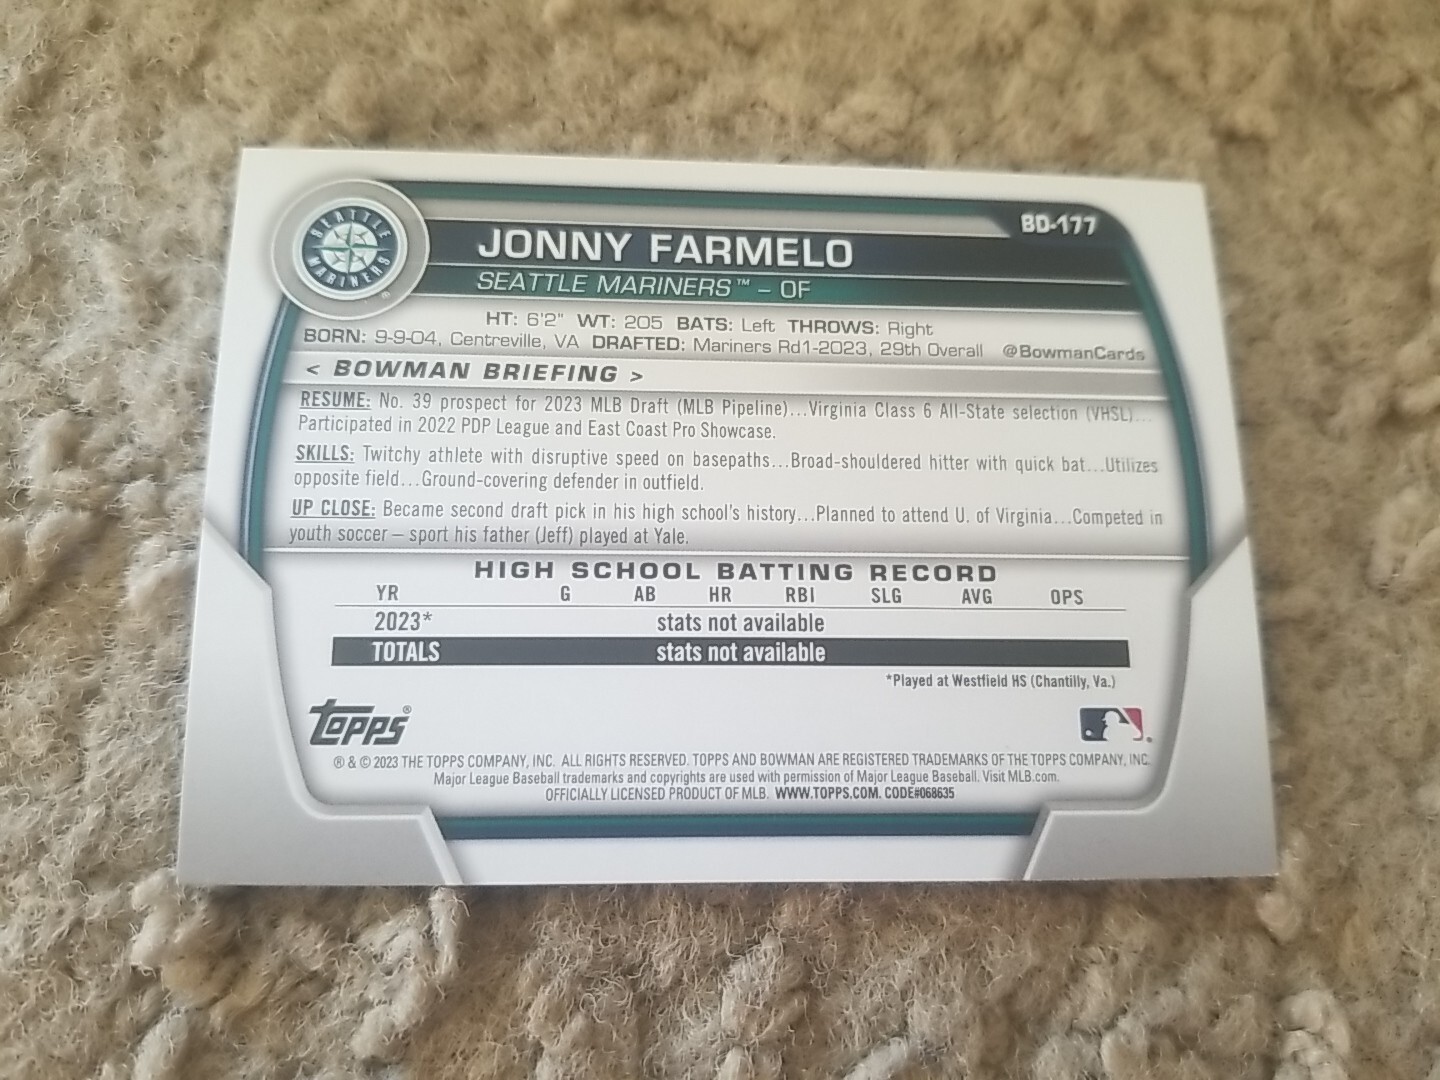 SEATTLE MARINERS ®
BD-177
JONNY FARMELO
SEATTLE MARINERS™ – OF
HT: 6'2" WT: 205 BATS: Left THROWS: Right
BORN: 9-9-04, Centreville, VA DRAFTED: Mariners Rd1-2023, 29th Overall @BowmanCards
< BOWMAN BRIEFING >
RESUME: No. 39 prospect for 2023 MLB Draft (MLB Pipeline)...Virginia Class 6 All-State selection (VHSL)...
Participated in 2022 PDP League and East Coast Pro Showcase.
SKILLS: Twitchy athlete with disruptive speed on basepaths...Broad-shouldered hitter with quick bat...Utilizes
opposite field...Ground-covering defender in outfield.
UP CLOSE: Became second draft pick in his high school's history...Planned to attend U. of Virginia...Competed in
youth soccer – sport his father (Jeff) played at Yale.
HIGH SCHOOL BATTING RECORD
YR G AB HR RBI SLG AVG OPS
2023* stats not available
TOTALS stats not available
*Played at Westfield HS (Chantilly, Va.)
Topps®
® & © 2023 THE TOPPS COMPANY, INC. ALL RIGHTS RESERVED. TOPPS AND BOWMAN ARE REGISTERED TRADEMARKS OF THE TOPPS COMPANY, INC.
Major League Baseball trademarks and copyrights are used with permission of Major League Baseball. Visit MLB.com.
OFFICIALLY LICENSED PRODUCT OF MLB. WWW.TOPPS.COM. CODE#068635